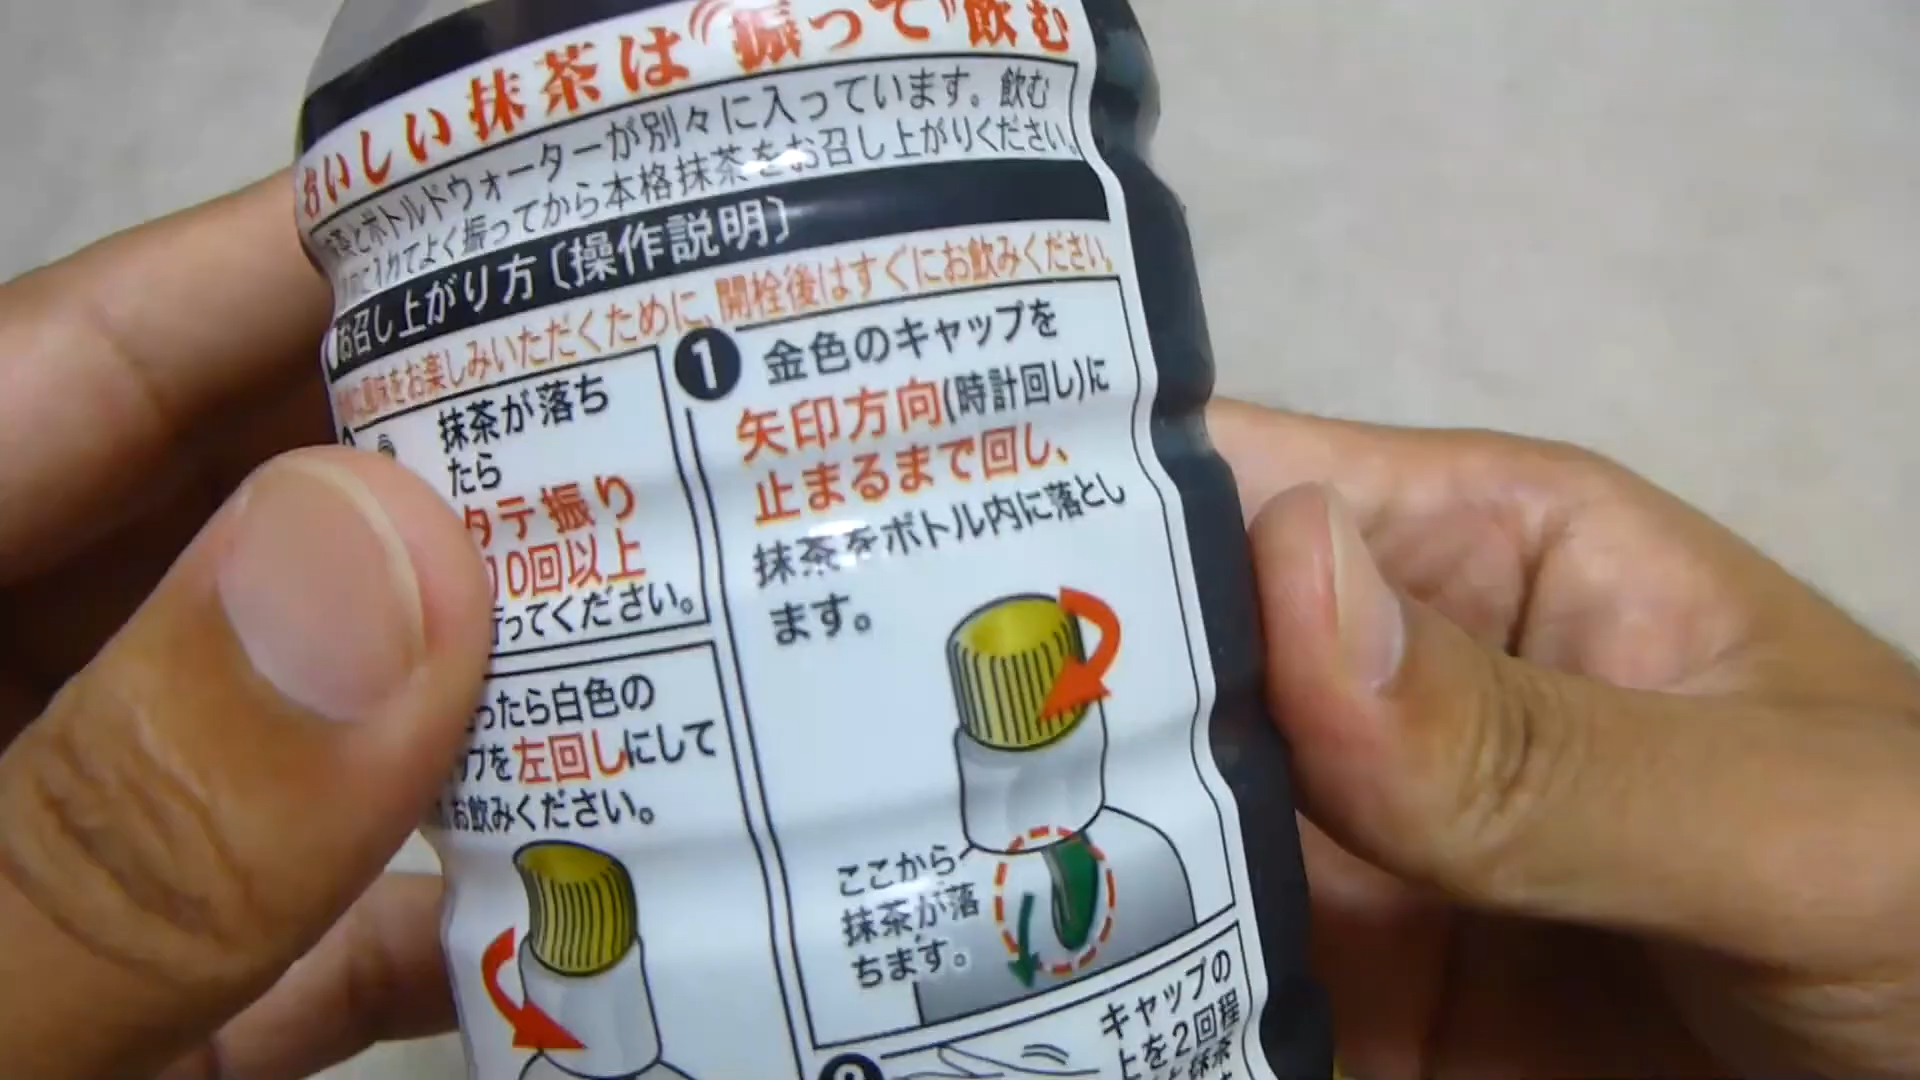 おいしい抹茶は"振って"飲む
茶とボトルドウォーターが別々に入っています。飲む
に入れてよく振ってから本格抹茶をお召し上がりください。
お召し上がり方〔操作説明〕
風味をお楽しみいただくために、開栓後はすぐにお飲みください。
1
金色のキャップを
矢印方向(時計回し)に
止まるまで回し、
抹茶をボトル内に落とし
ます。
ここから
抹茶が落
ちます。
キャップの
上を2回程
抹茶が落ち
たら
タテ振り
10回以上
行ってください。
ったら白色の
プを左回しにして
お飲みください。